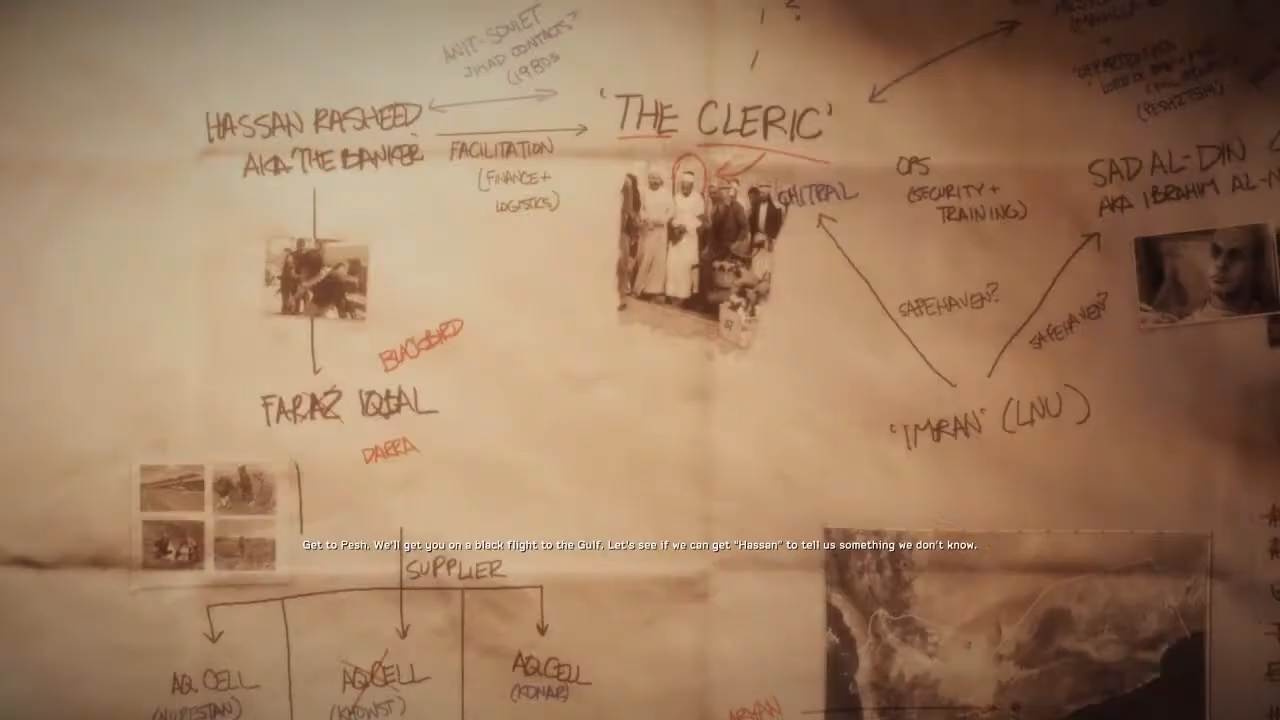 ANTI-SOVIET
JIHAD CONTACTS?
(1980S
HASSAN RASHEED
AKA 'THE BANKER'
FACILITATION
(FINANCE +
LOGISTICS)
'THE CLERIC'
CHITRAL
OPS
(SECURITY +
TRAINING)
SAD AL-DIN
AKA IBRAHIM
SAFEHAVEN?
SAFEHAVEN?
'IMRAN' (LNU)
BLACKBIRD
FARAZ IQBAL
DARRA
Get to Pesh. We'll get you on a black flight to the Gulf. Let's see if we can get "Hassan" to tell us something we don't know.
SUPPLIER
AQ CELL
(NURESTAN)
AQ CELL
(KHOWST)
AQ CELL
(KONAR)